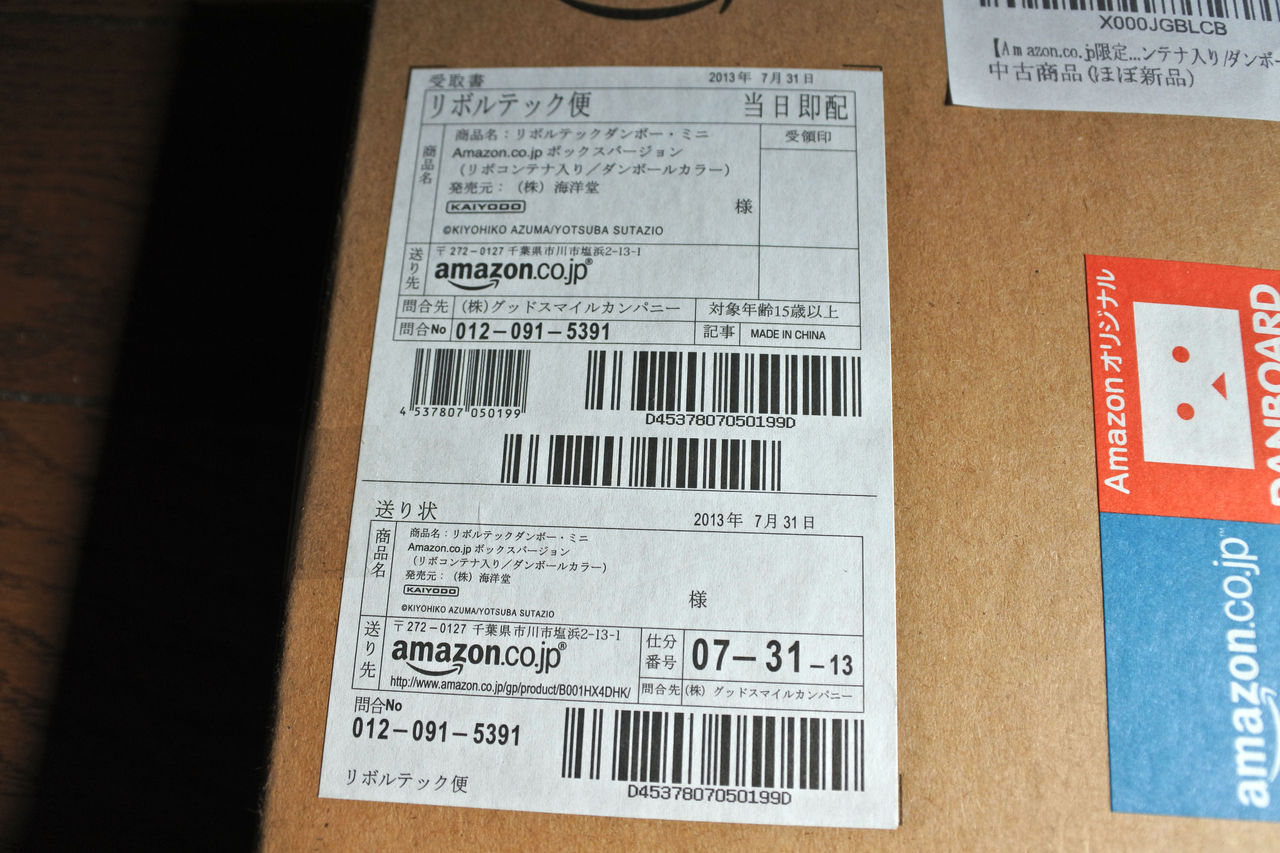 X000JGBLCB
【Amazon.co.jp限定...ンテナ入り/ダンボー
中古商品(ほぼ新品)
受取書
2013年 7月31日
リボルテック便
当日即配
商品名
商品名：リボルテックダンボー・ミニ
Amazon.co.jp ボックスバージョン
（リボコンテナ入り／ダンボールカラー）
発売元：（株）海洋堂
KAIYODO
様
©KIYOHIKO AZUMA/YOTSUBA SUTAZIO
受領印
送り先
〒272－0127 千葉県市川市塩浜2-13-1
amazon.co.jp®
問合先
(株)グッドスマイルカンパニー
対象年齢15歳以上
問合No
012－091－5391
記事
MADE IN CHINA
4 537807 050199
D4537807050199D
送り状
2013年 7月31日
商品名
商品名：リボルテックダンボー・ミニ
Amazon.co.jp ボックスバージョン
（リボコンテナ入り／ダンボールカラー）
発売元：（株）海洋堂
KAIYODO
様
©KIYOHIKO AZUMA/YOTSUBA SUTAZIO
送り先
〒272－0127 千葉県市川市塩浜2-13-1
amazon.co.jp®
http://www.amazon.co.jp/gp/product/B001HX4DHK/
仕分番号
07－31－13
問合先
(株) グッドスマイルカンパニー
問合No
012－091－5391
D4537807050199D
リボルテック便
Amazonオリジナル
DANBOARD
amazon.co.jp™
amazon